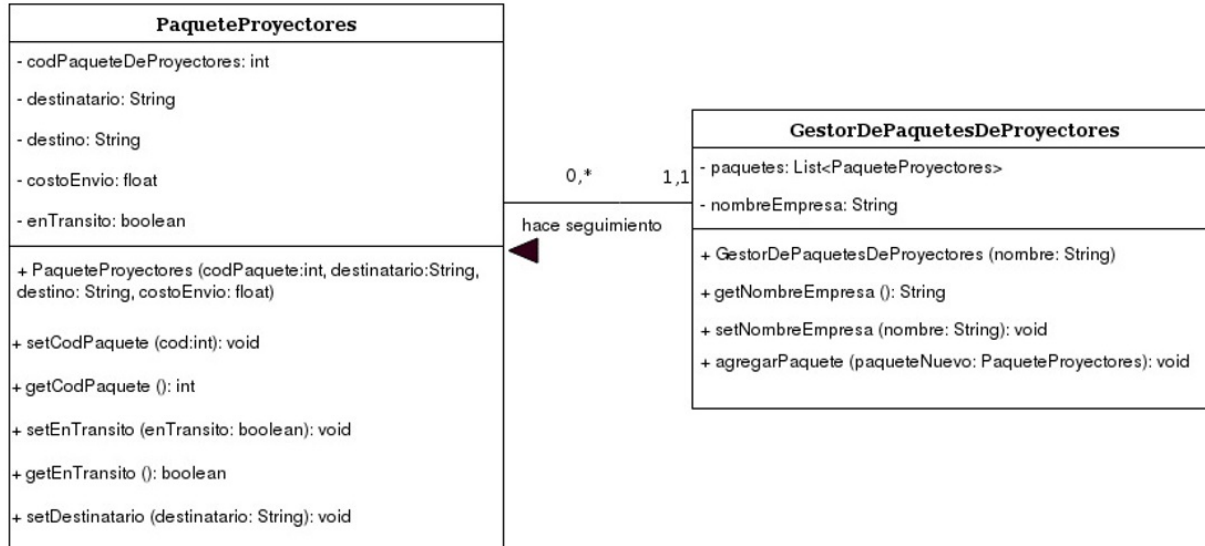 PaqueteProyectores
- codPaqueteDeProyectores: int
- destinatario: String
- destino: String
- costoEnvio: float
- enTransito: boolean
+ PaqueteProyectores (codPaquete:int, destinatario:String,
destino: String, costoEnvio: float)
+ setCodPaquete (cod:int): void
+ getCodPaquete (): int
+ setEnTransito (enTransito: boolean): void
+ getEnTransito (): boolean
+ setDestinatario (destinatario: String): void
0,*
1,1
hace seguimiento
GestorDePaquetesDeProyectores
- paquetes: List<PaqueteProyectores>
- nombreEmpresa: String
+ GestorDePaquetesDeProyectores (nombre: String)
+ getNombreEmpresa (): String
+ setNombreEmpresa (nombre: String): void
+ agregarPaquete (paqueteNuevo: PaqueteProyectores): void